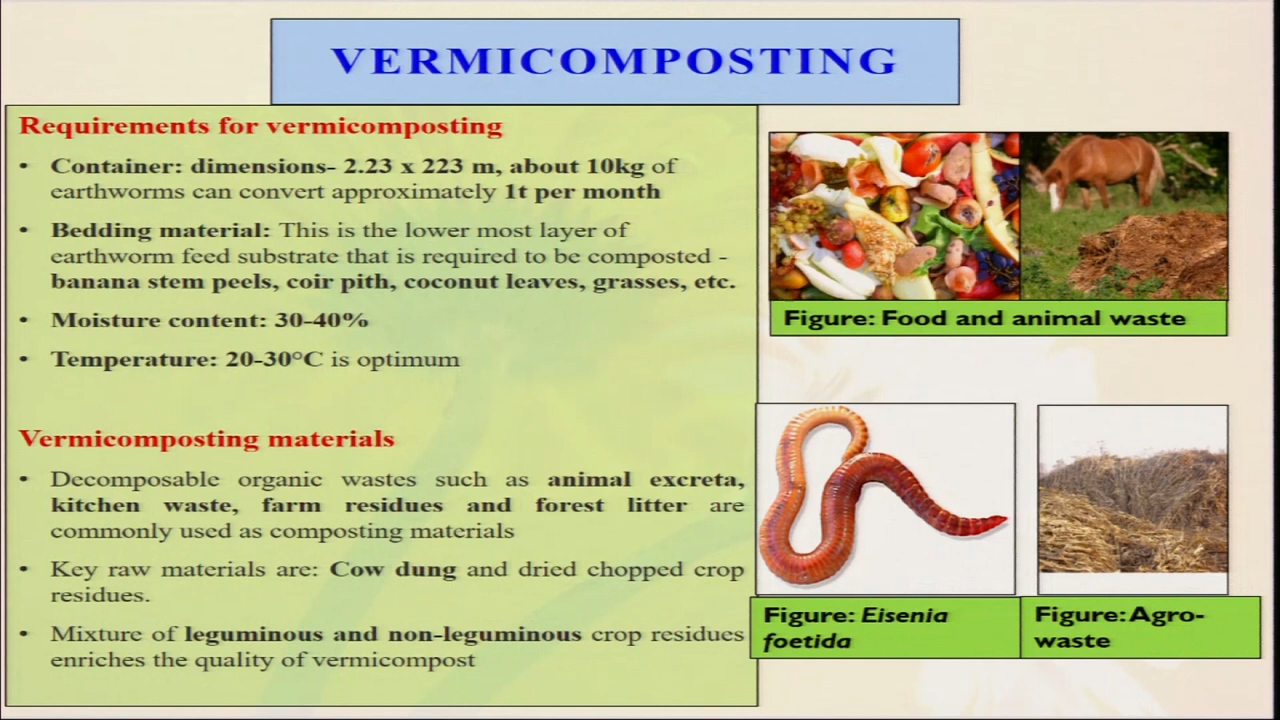 VERMICOMPOSTING
Requirements for vermicomposting
• Container: dimensions- 2.23 x 223 m, about 10kg of
earthworms can convert approximately 1t per month
• Bedding material: This is the lower most layer of
earthworm feed substrate that is required to be composted -
banana stem peels, coir pith, coconut leaves, grasses, etc.
• Moisture content: 30-40%
• Temperature: 20-30°C is optimum
Vermicomposting materials
• Decomposable organic wastes such as animal excreta,
kitchen waste, farm residues and forest litter are
commonly used as composting materials
• Key raw materials are: Cow dung and dried chopped crop
residues.
• Mixture of leguminous and non-leguminous crop residues
enriches the quality of vermicompost
Figure: Food and animal waste
Figure: Eisenia
foetida
Figure: Agro-
waste